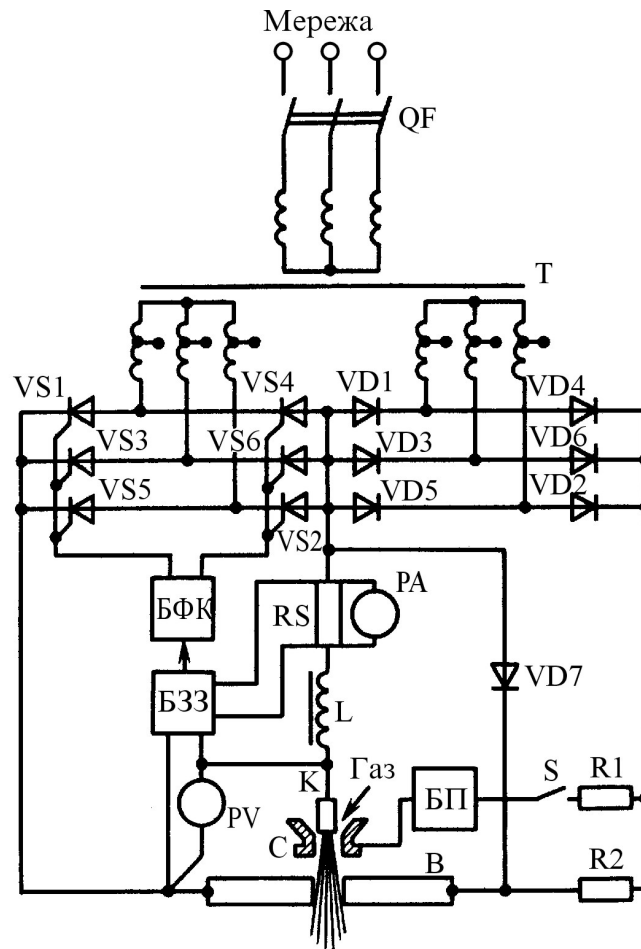 Мережа
QF
T
VS1 VS4 VD1 VD4
VS3 VS6 VD3 VD6
VS5 VS2 VD5 VD2
БФК
RS PA
БЗЗ
L
VD7
K Газ
PV
C
БП
S R1
B R2